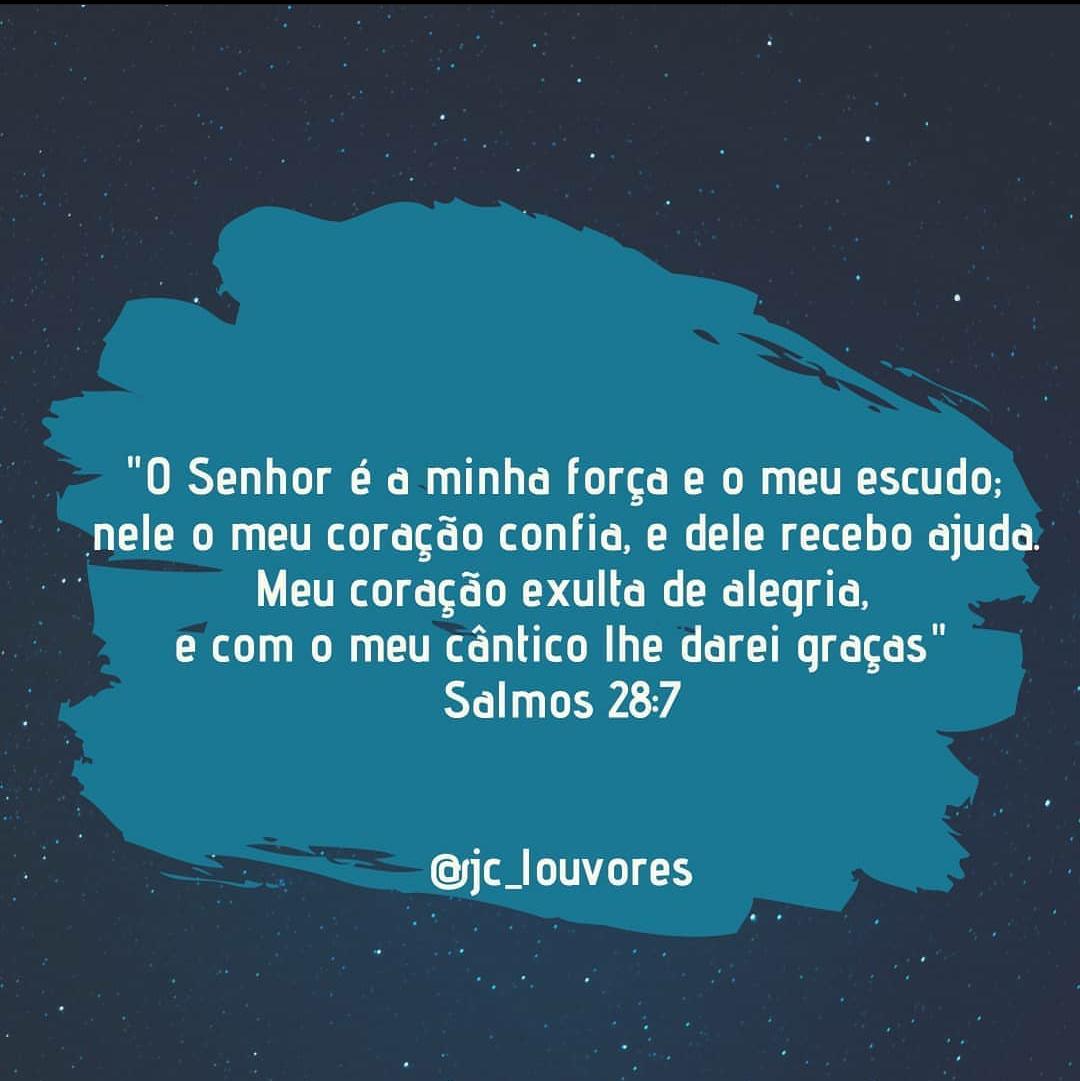 "O Senhor é a minha força e o meu escudo;
nele o meu coração confia, e dele recebo ajuda.
Meu coração exulta de alegria,
e com o meu cântico lhe darei graças"
Salmos 28:7
@jc_louvores